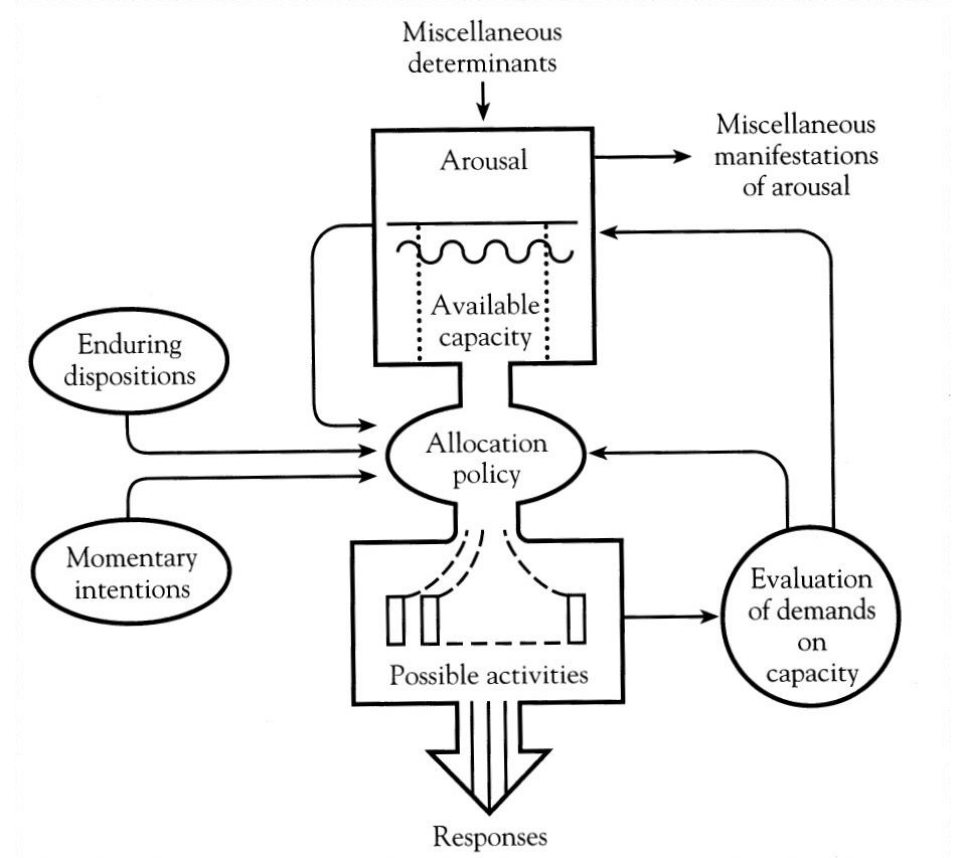 Miscellaneous
determinants
Arousal
Miscellaneous
manifestations
of arousal
Available
capacity
Enduring
dispositions
Allocation
policy
Momentary
intentions
Evaluation
of demands
on
capacity
Possible activities
Responses